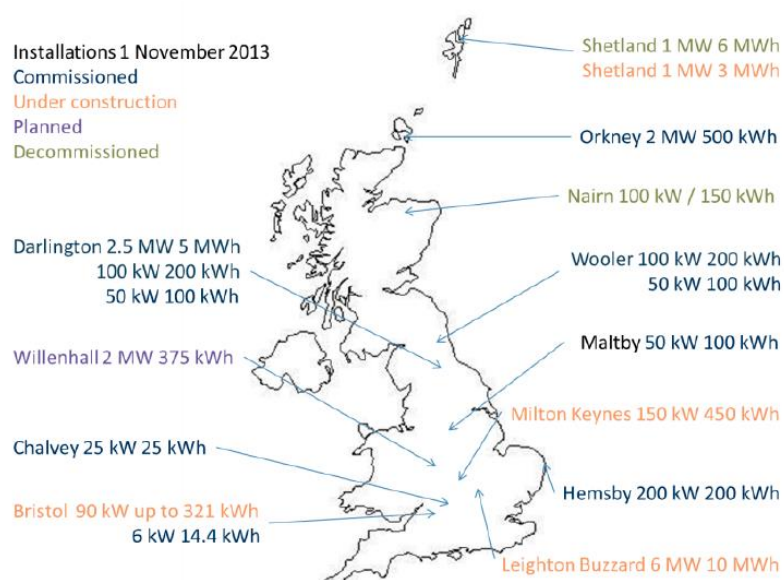 Installations 1 November 2013
Commissioned
Under construction
Planned
Decommissioned
Shetland 1 MW 6 MWh
Shetland 1 MW 3 MWh
Orkney 2 MW 500 kWh
Nairn 100 kW / 150 kWh
Darlington 2.5 MW 5 MWh
100 kW 200 kWh
50 kW 100 kWh
Wooler 100 kW 200 kWh
50 kW 100 kWh
Willenhall 2 MW 375 kWh
Maltby 50 kW 100 kWh
Milton Keynes 150 kW 450 kWh
Chalvey 25 kW 25 kWh
Hemsby 200 kW 200 kWh
Bristol 90 kW up to 321 kWh
6 kW 14.4 kWh
Leighton Buzzard 6 MW 10 MWh